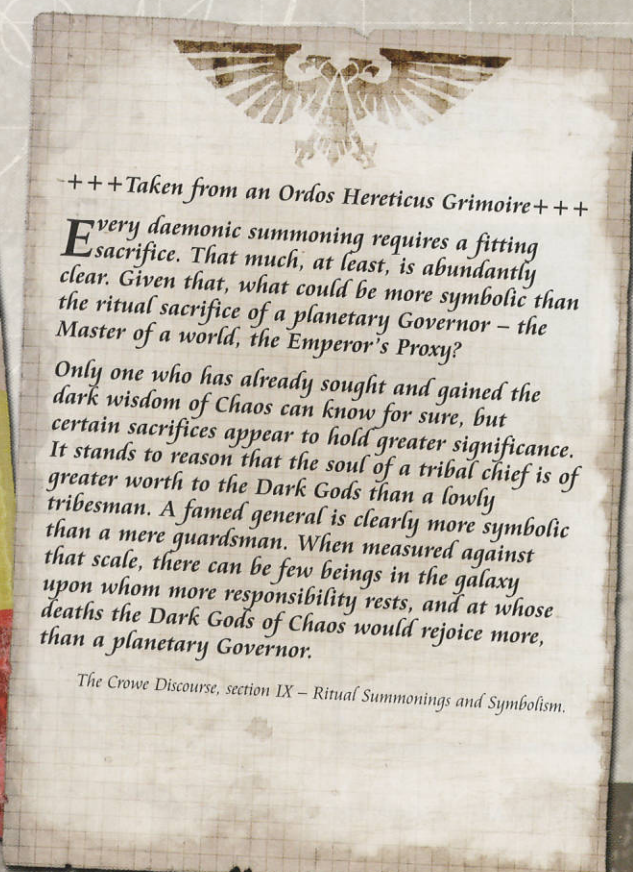 +++Taken from an Ordos Hereticus Grimoire+++
Every daemonic summoning requires a fitting
sacrifice. That much, at least, is abundantly
clear. Given that, what could be more symbolic than
the ritual sacrifice of a planetary Governor – the
Master of a world, the Emperor's Proxy?
Only one who has already sought and gained the
dark wisdom of Chaos can know for sure, but
certain sacrifices appear to hold greater significance.
It stands to reason that the soul of a tribal chief is of
greater worth to the Dark Gods than a lowly
tribesman. A famed general is clearly more symbolic
than a mere guardsman. When measured against
that scale, there can be few beings in the galaxy
upon whom more responsibility rests, and at whose
deaths the Dark Gods of Chaos would rejoice more,
than a planetary Governor.
The Crowe Discourse, section IX – Ritual Summonings and Symbolism.